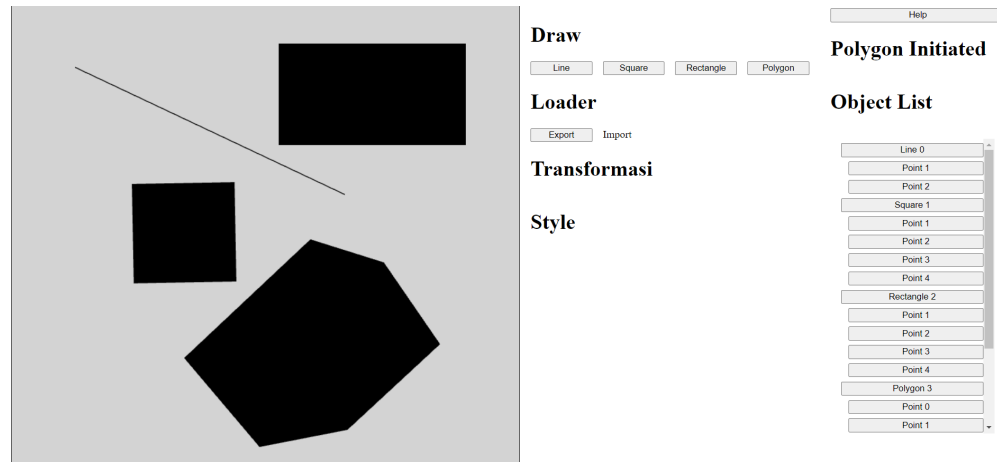 Draw
Line Square Rectangle Polygon
Loader
Export Import
Transformasi
Style
Help
Polygon Initiated
Object List
Line 0
Point 1
Point 2
Square 1
Point 1
Point 2
Point 3
Point 4
Rectangle 2
Point 1
Point 2
Point 3
Point 4
Polygon 3
Point 0
Point 1